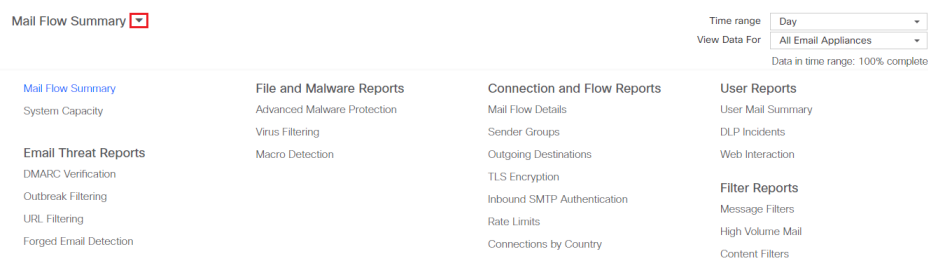 Mail Flow Summary
Time range Day
View Data For All Email Appliances
Data in time range: 100% complete
Mail Flow Summary
System Capacity
Email Threat Reports
DMARC Verification
Outbreak Filtering
URL Filtering
Forged Email Detection
File and Malware Reports
Advanced Malware Protection
Virus Filtering
Macro Detection
Connection and Flow Reports
Mail Flow Details
Sender Groups
Outgoing Destinations
TLS Encryption
Inbound SMTP Authentication
Rate Limits
Connections by Country
User Reports
User Mail Summary
DLP Incidents
Web Interaction
Filter Reports
Message Filters
High Volume Mail
Content Filters